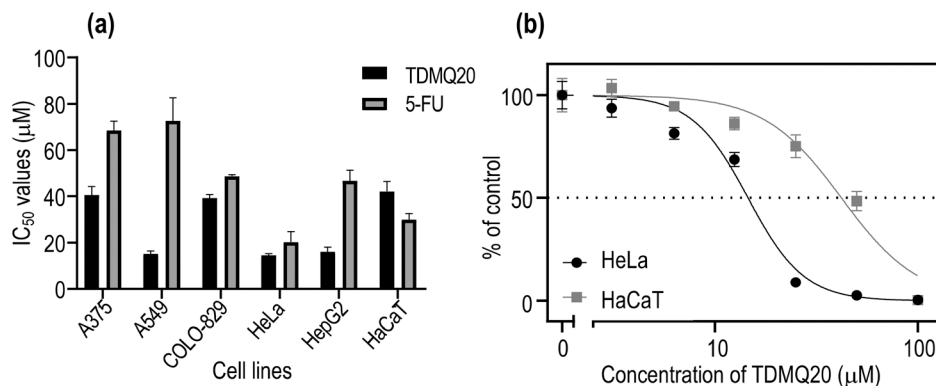 (a)
100
80
60
40
20
0
IC50 values (μM)
TDMQ20
5-FU
A375
A549
COLO-829
HeLa
HepG2
HaCaT
Cell lines
(b)
100
50
0
% of control
HeLa
HaCaT
0
10
100
Concentration of TDMQ20 (μM)